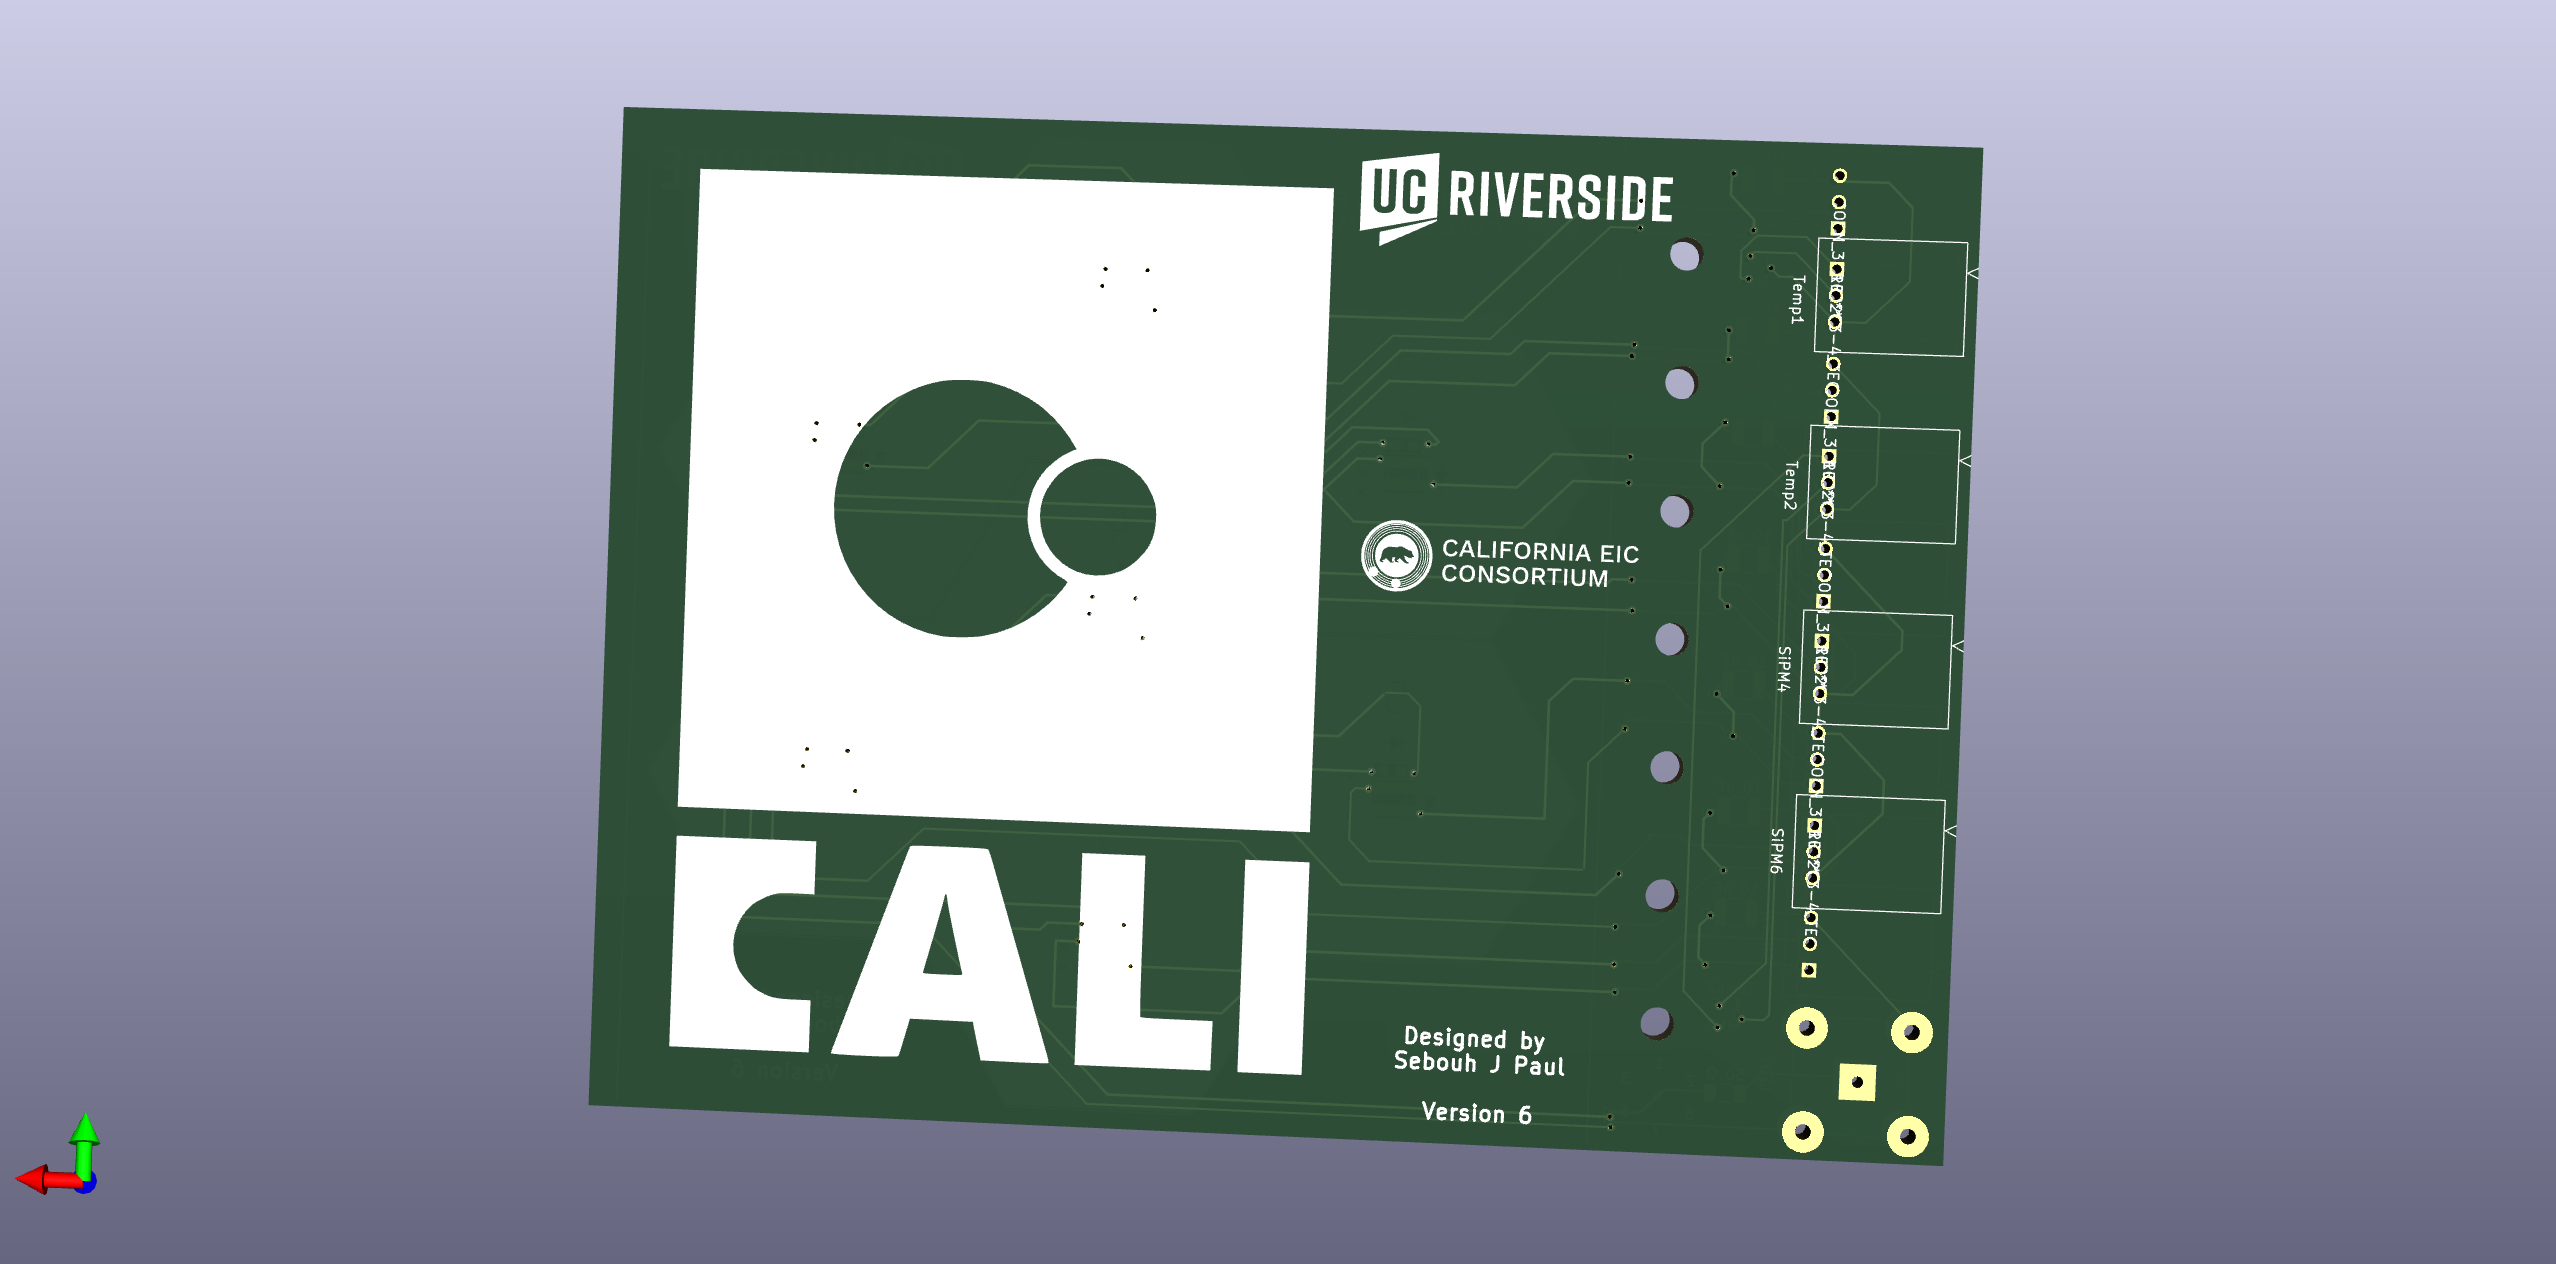 UC RIVERSIDE
Temp1
Temp2
CALIFORNIA EIC
CONSORTIUM
SiPM4
SiPM6
CALI
Designed by
Sebouh J Paul
Version 6